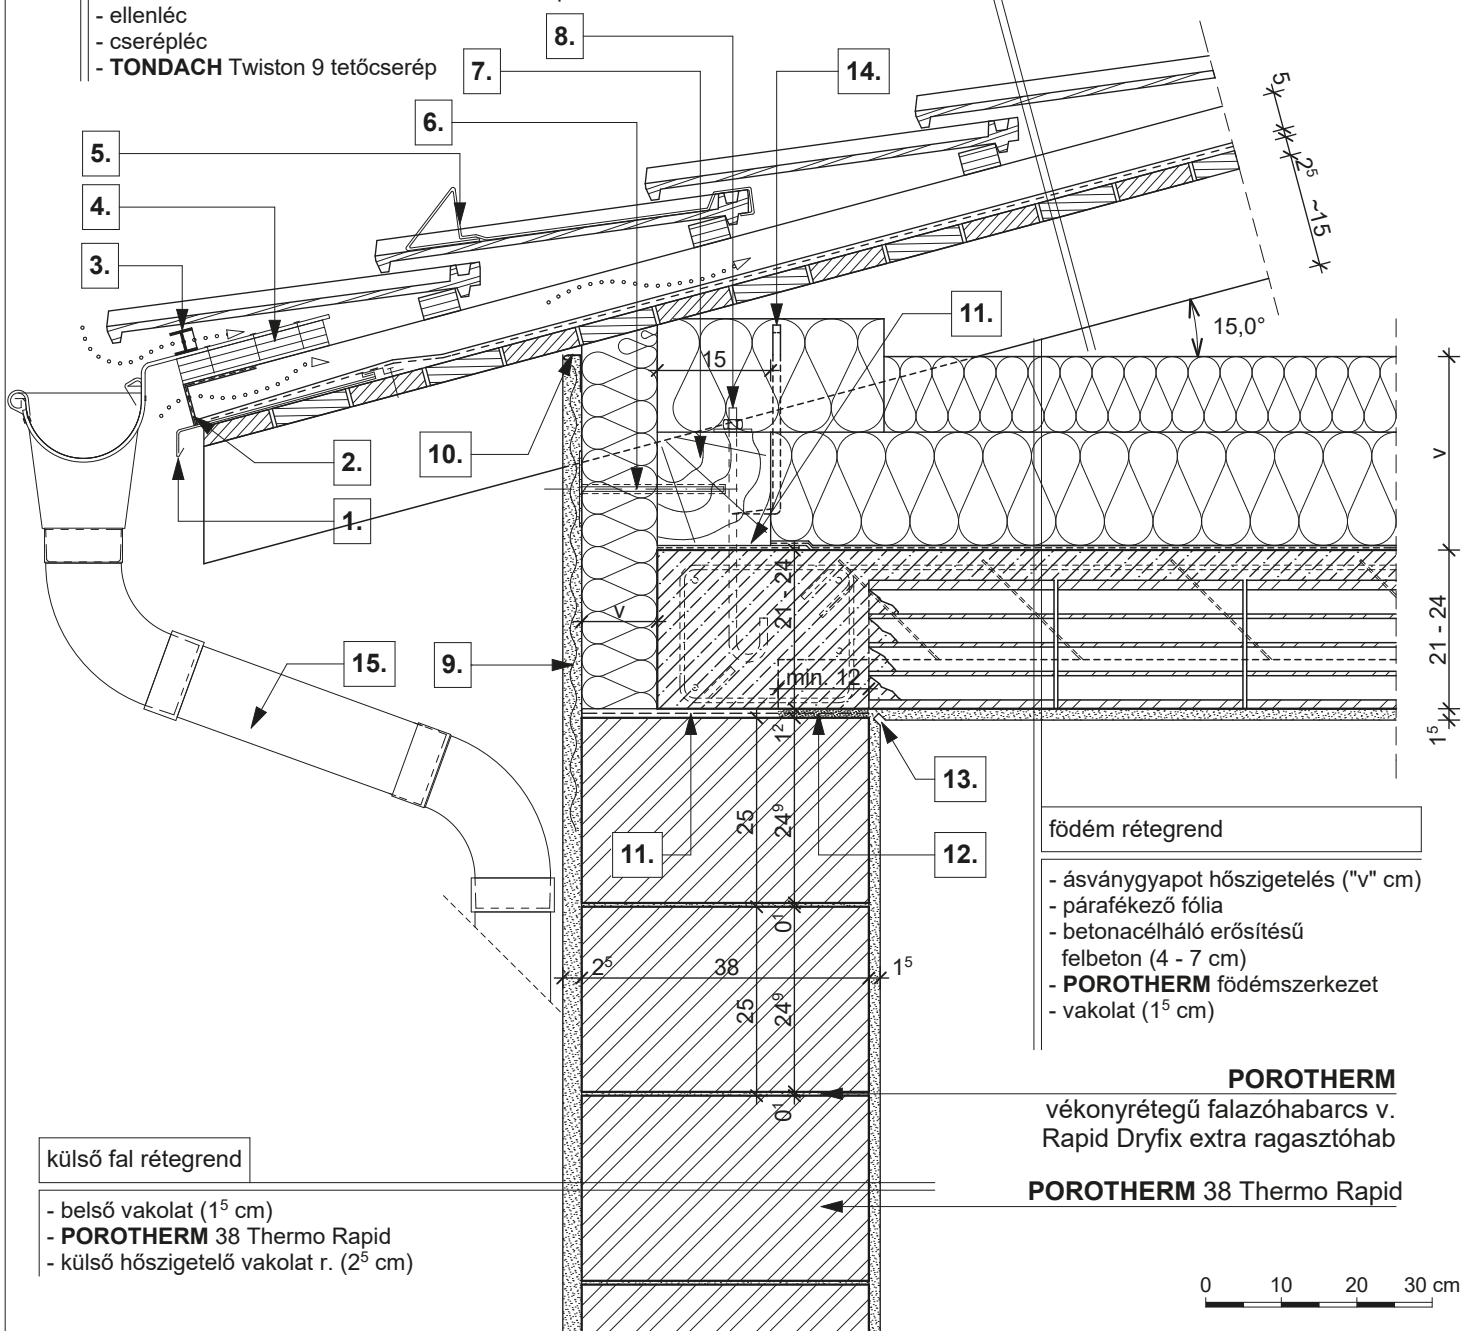 - ellenléc
- cserépléc
- TONDACH Twiston 9 tetőcserép
8.
7.
14.
6.
5.
4.
3.
11.
15,0°
5
2⁵
~15
15
2.
10.
1.
v
21 - 24
1⁵
v
21 - 24
min. 12
15.
9.
1²
13.
11.
12.
25
24⁹
0¹
2⁵
38
1⁵
25
24⁹
0¹
födém rétegrend
- ásványgyapot hőszigetelés ("v" cm)
- párafékező fólia
- betonacélháló erősítésű
felbeton (4 - 7 cm)
- POROTHERM födémszerkezet
- vakolat (1⁵ cm)
POROTHERM
vékonyrétegű falazóhabarcs v.
Rapid Dryfix extra ragasztóhab
POROTHERM 38 Thermo Rapid
külső fal rétegrend
- belső vakolat (1⁵ cm)
- POROTHERM 38 Thermo Rapid
- külső hőszigetelő vakolat r. (2⁵ cm)
0 10 20 30 cm